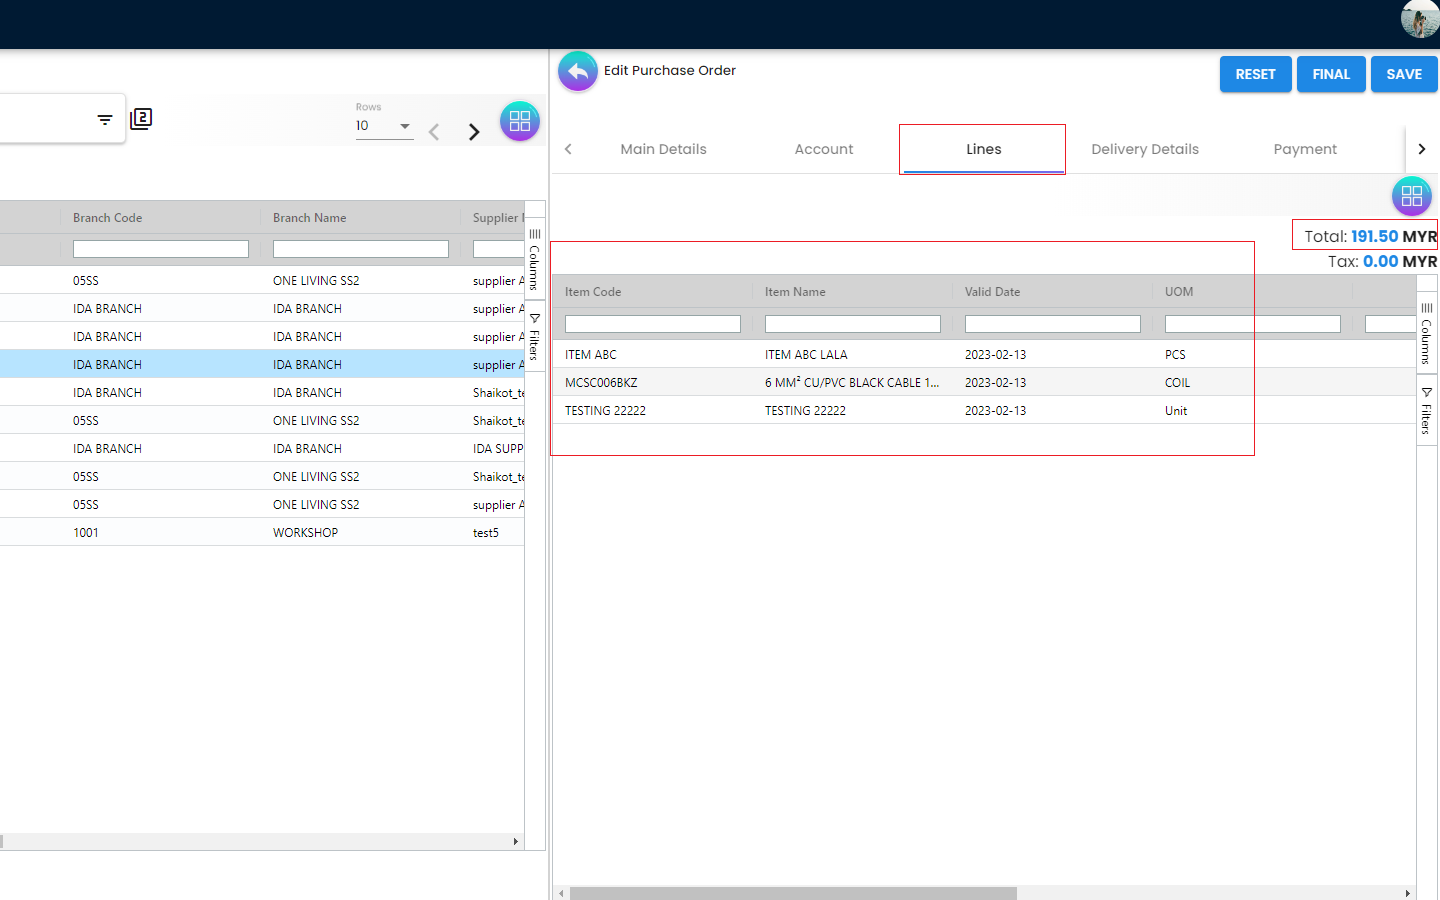 Edit Purchase Order
RESET
FINAL
SAVE
2
Rows
10
Main Details
Account
Lines
Delivery Details
Payment
Total: 191.50 MYR
Tax: 0.00 MYR
Branch Code
Branch Name
Supplier
05SS ONE LIVING SS2 supplier
IDA BRANCH IDA BRANCH supplier
IDA BRANCH IDA BRANCH supplier
IDA BRANCH IDA BRANCH supplier
IDA BRANCH IDA BRANCH Shaikot_te
05SS ONE LIVING SS2 Shaikot_te
IDA BRANCH IDA BRANCH IDA SUPP
05SS ONE LIVING SS2 Shaikot_te
05SS ONE LIVING SS2 supplier
1001 WORKSHOP test5
Columns
Filters
Item Code
Item Name
Valid Date
UOM
ITEM ABC ITEM ABC LALA 2023-02-13 PCS
MCSC006BKZ 6 MM² CU/PVC BLACK CABLE 1... 2023-02-13 COIL
TESTING 22222 TESTING 22222 2023-02-13 Unit
Columns
Filters